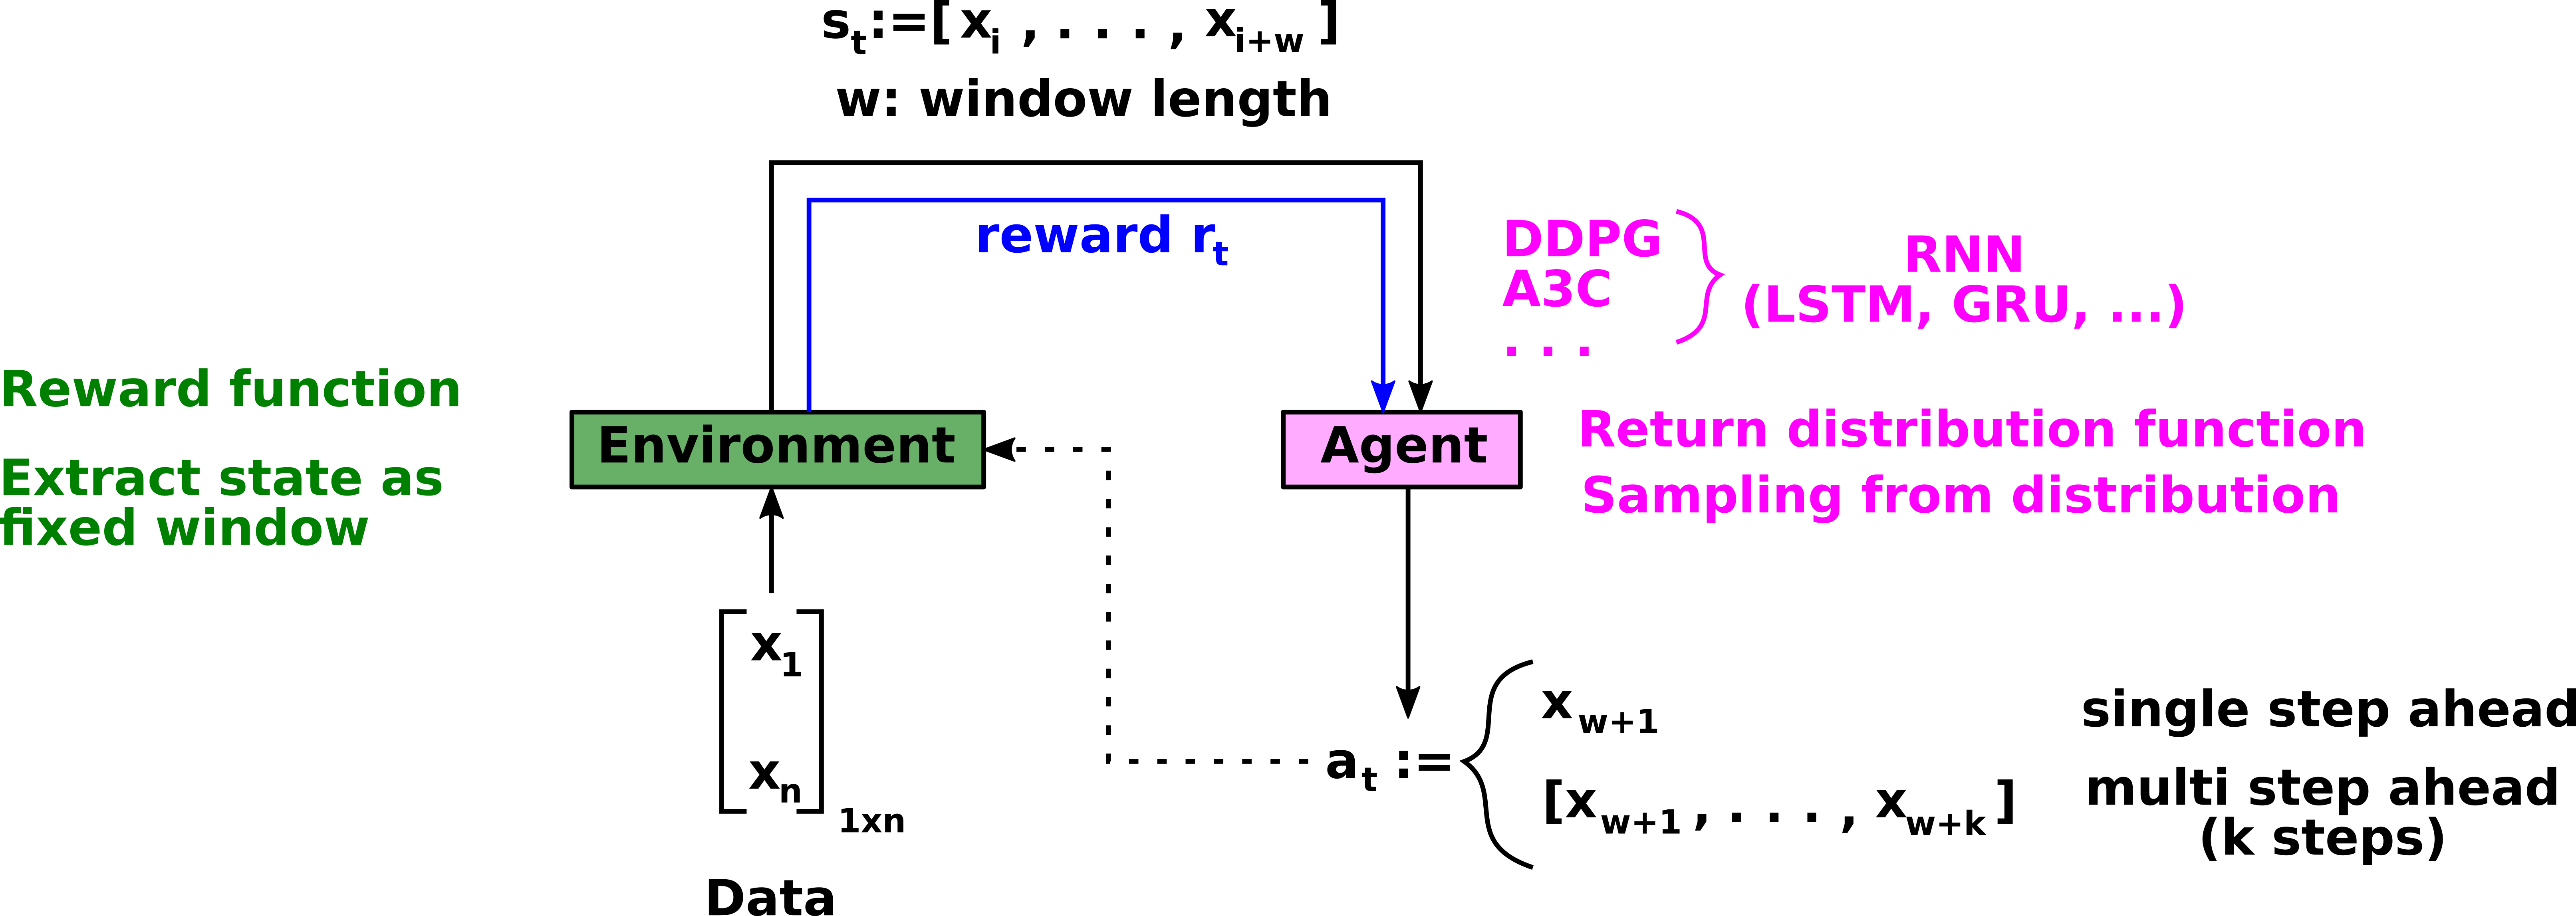 s_t:=[ x_i , . . . , x_{i+w} ]
w: window length
reward r_t
DDPG
A3C
. . .
RNN
(LSTM, GRU, ...)
Reward function
Extract state as
fixed window
Environment
Agent
Return distribution function
Sampling from distribution
x_1
x_n
1xn
Data
a_t :=
x_{w+1}
single step ahead
[x_{w+1} , . . . , x_{w+k} ]
multi step ahead
(k steps)